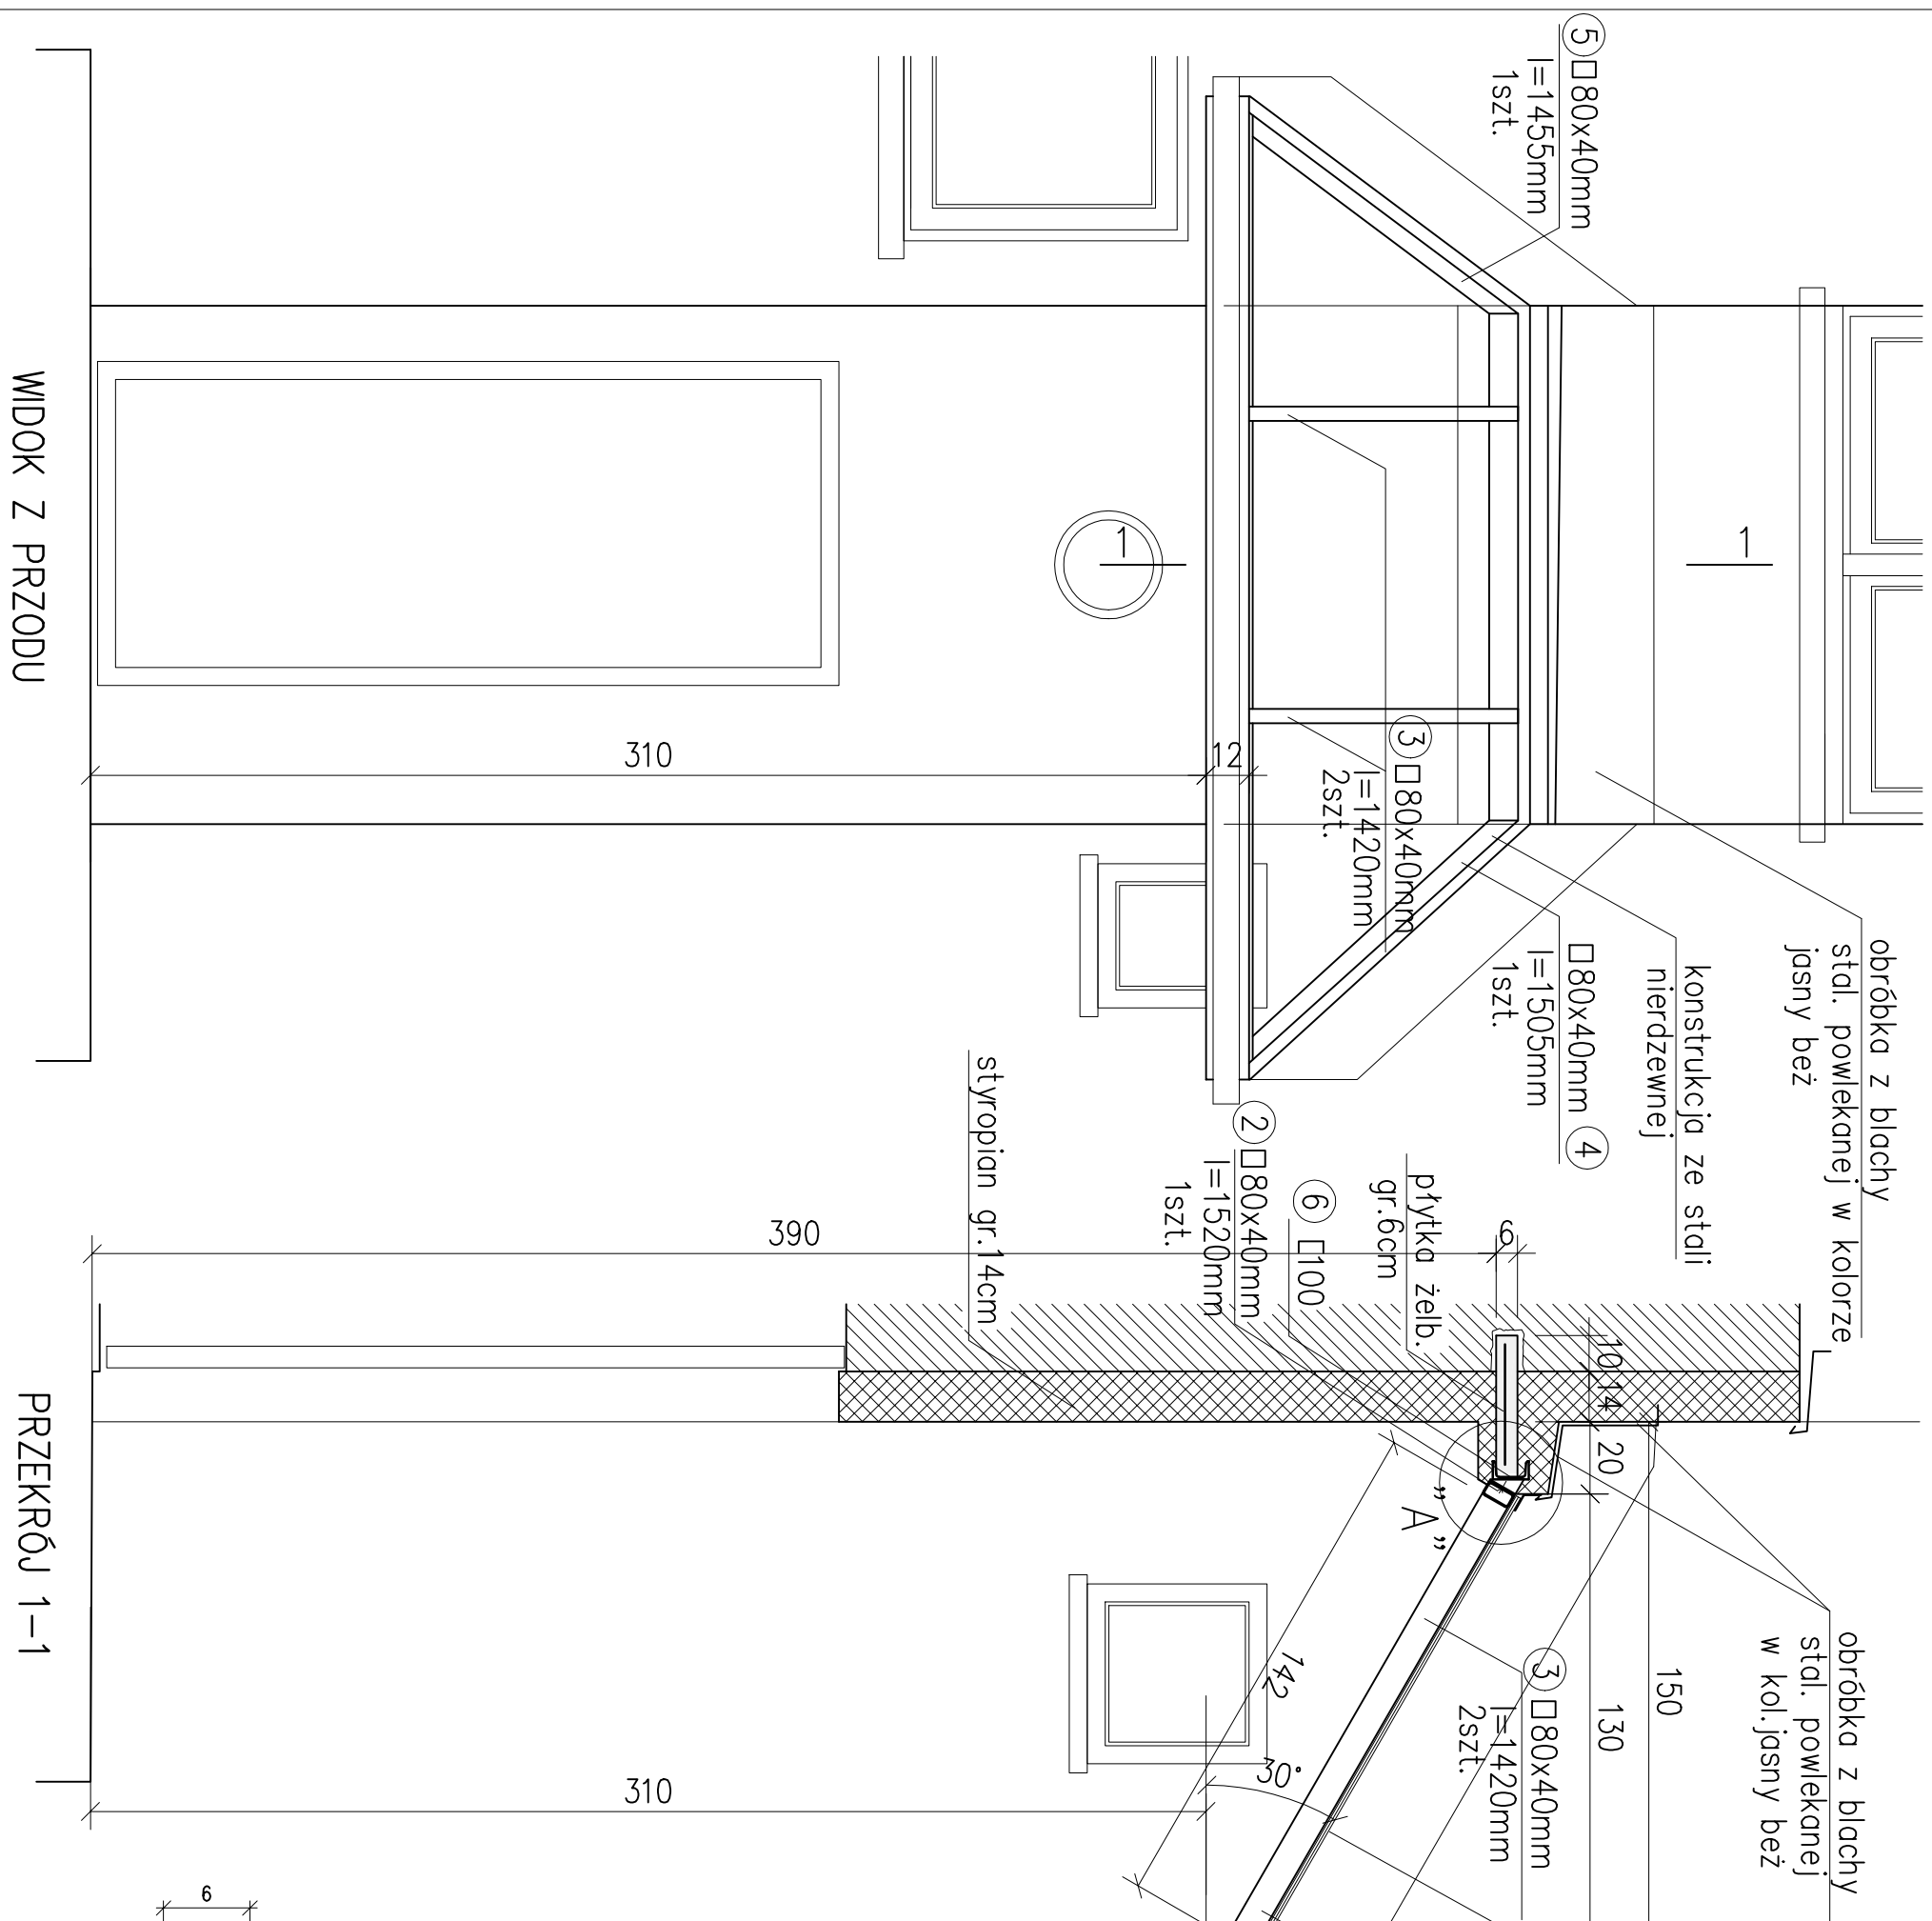 5 □80x40mm
l=1455mm
1szt.
1
1
310
12
3 □80x40mm
l=1420mm
2szt.
obróbka z blachy
stal. powlekanej w kolorze
jasny beż
konstrukcja ze stali
nierdzewnej
□80x40mm 4
l=1505mm
1szt.
WIDOK Z PRZODU
płytka żelb.
gr.6cm
6 [100
2 □80x40mm
l=1520mm
1szt.
styropian gr.14cm
390
6
10
14
20
„ A ”
142
30°
310
150
130
obróbka z blachy
stal. powlekanej
w kol.jasny beż
3 □80x40mm
l=1420mm
2szt.
PRZEKRÓJ 1-1
6